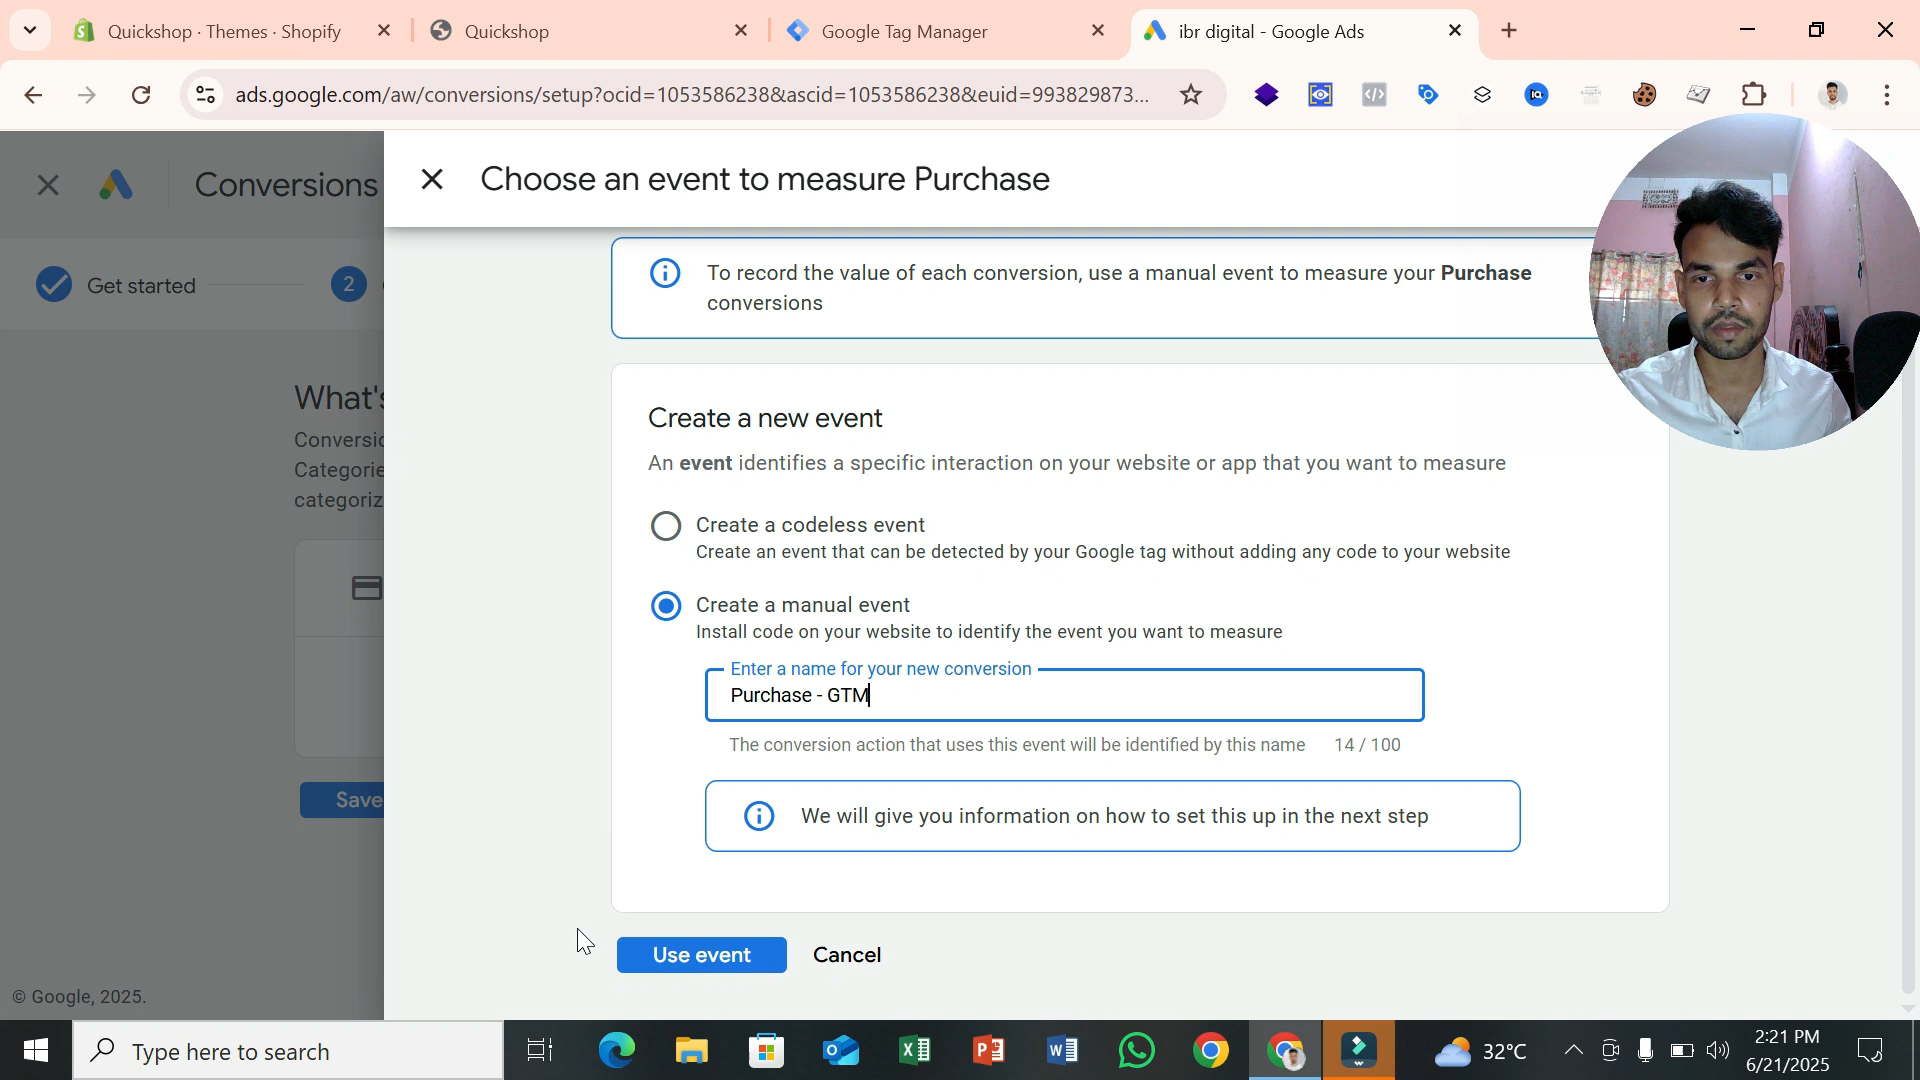 Quickshop · Themes · Shopify
Quickshop
Google Tag Manager
ibr digital - Google Ads
ads.google.com/aw/conversions/setup?ocid=1053586238&ascid=1053586238&euid=993829873...
Conversions
Choose an event to measure Purchase
Get started
2
To record the value of each conversion, use a manual event to measure your Purchase
conversions
What's
Conversic
Categorie
categoriz
Create a new event
An event identifies a specific interaction on your website or app that you want to measure
Create a codeless event
Create an event that can be detected by your Google tag without adding any code to your website
Create a manual event
Install code on your website to identify the event you want to measure
Enter a name for your new conversion
Purchase - GTM
The conversion action that uses this event will be identified by this name 14 / 100
Save
We will give you information on how to set this up in the next step
Use event
Cancel
© Google, 2025.
Type here to search
32°C
2:21 PM
6/21/2025